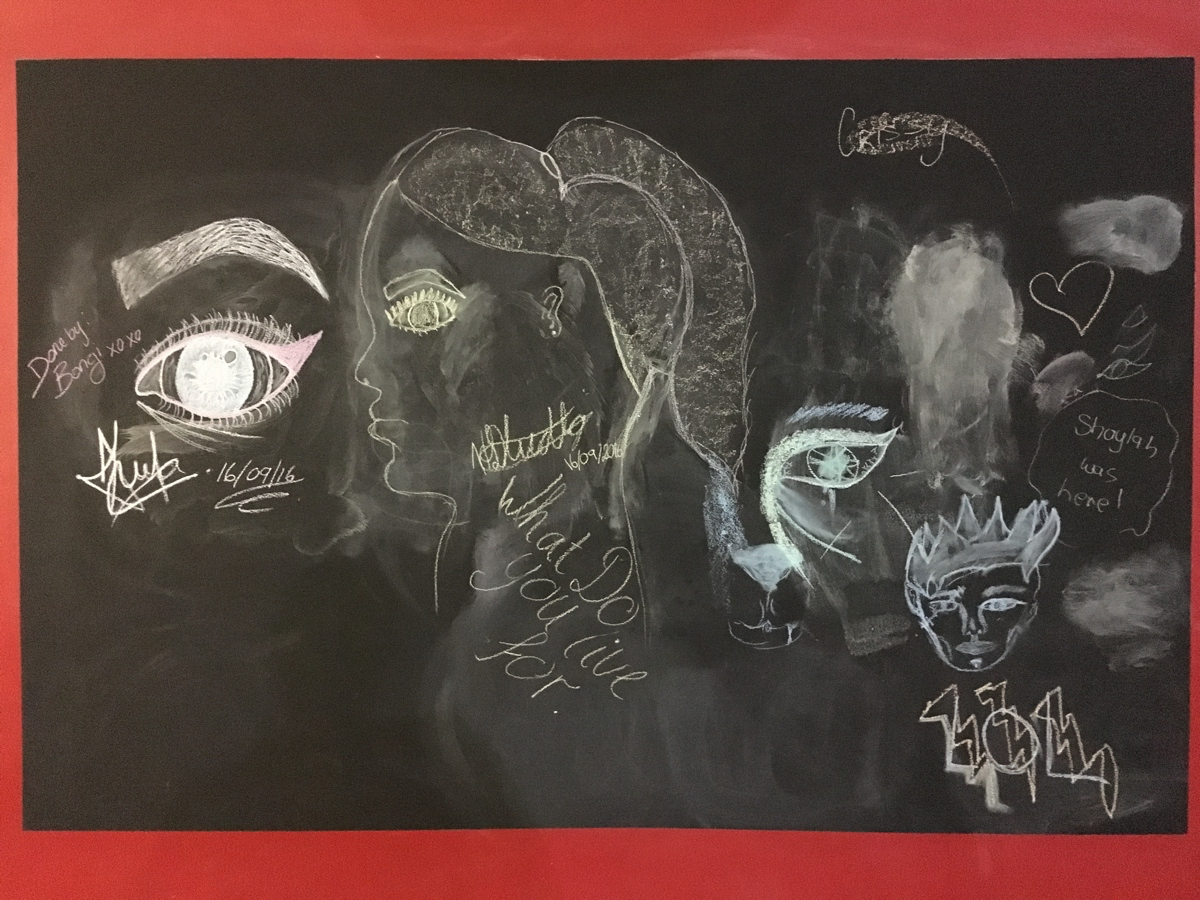 Done by:
Bongi xoxo
16/09/16
16/09/2016
What Do
you live
for
Shaylah
was
here!